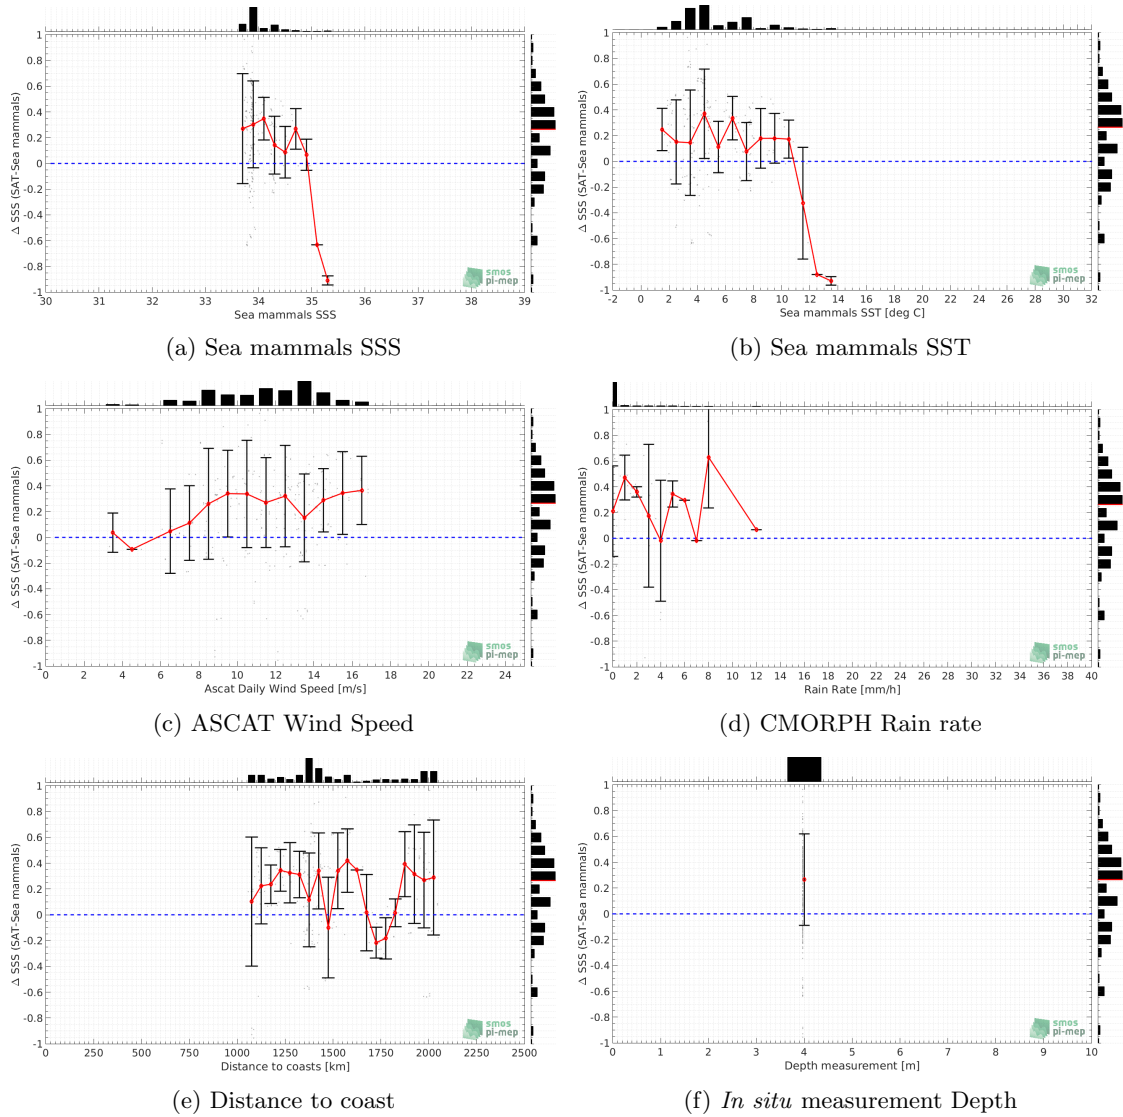 Δ SSS (SAT-Sea mammals)
1
0.8
0.6
0.4
0.2
0
-0.2
-0.4
-0.6
-0.8
-1
30 31 32 33 34 35 36 37 38 39
Sea mammals SSS
smos
pi-mep
(a) Sea mammals SSS
Δ SSS (SAT-Sea mammals)
1
0.8
0.6
0.4
0.2
0
-0.2
-0.4
-0.6
-0.8
-1
-2 0 2 4 6 8 10 12 14 16 18 20 22 24 26 28 30 32
Sea mammals SST [deg C]
smos
pi-mep
(b) Sea mammals SST
Δ SSS (SAT-Sea mammals)
1
0.8
0.6
0.4
0.2
0
-0.2
-0.4
-0.6
-0.8
-1
0 2 4 6 8 10 12 14 16 18 20 22 24
Ascat Daily Wind Speed [m/s]
smos
pi-mep
(c) ASCAT Wind Speed
Δ SSS (SAT-Sea mammals)
1
0.8
0.6
0.4
0.2
0
-0.2
-0.4
-0.6
-0.8
-1
0 2 4 6 8 10 12 14 16 18 20 22 24 26 28 30 32 34 36 38 40
Rain Rate [mm/h]
smos
pi-mep
(d) CMORPH Rain rate
Δ SSS (SAT-Sea mammals)
1
0.8
0.6
0.4
0.2
0
-0.2
-0.4
-0.6
-0.8
-1
0 250 500 750 1000 1250 1500 1750 2000 2250 2500
Distance to coasts [km]
smos
pi-mep
(e) Distance to coast
Δ SSS (SAT-Sea mammals)
1
0.8
0.6
0.4
0.2
0
-0.2
-0.4
-0.6
-0.8
-1
0 1 2 3 4 5 6 7 8 9 10
Depth measurement [m]
smos
pi-mep
(f) In situ measurement Depth